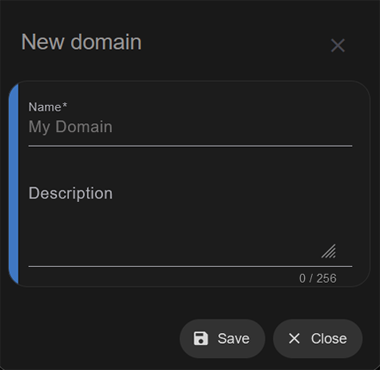 New domain
Name*
My Domain
Description
0 / 256
Save
Close